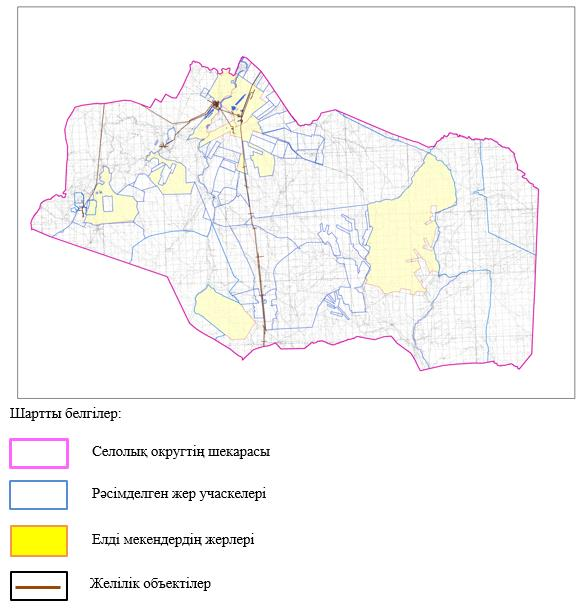 Шартты белгілер:
Селолық округтің шекарасы
Рәсімделген жер учаскелері
Елді мекендердің жерлері
Желілік объектілер